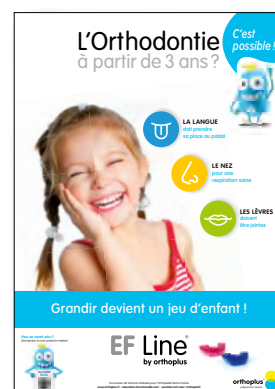 L'Orthodontie
à partir de 3 ans ?
C'est
possible !
LA LANGUE
doit prendre
sa place au palais
LE NEZ
pour une
respiration saine
LES LÈVRES
doivent
être jointes
Grandir devient un jeu d'enfant !
EF Line
by orthoplus
orthoplus